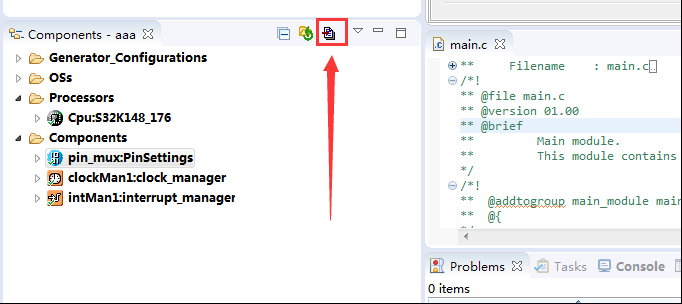 Components - aaa
Generator_Configurations
OSs
Processors
Cpu:S32K148_176
Components
pin_mux:PinSettings
clockMan1:clock_manager
intMan1:interrupt_manager
main.c
**     Filename    : main.c..
/*!
** @file main.c
** @version 01.00
** @brief
**         Main module.
**         This module contains
*/
/*!
**  @addtogroup main_module main
**  @{
*/
Problems
Tasks
Console
0 items